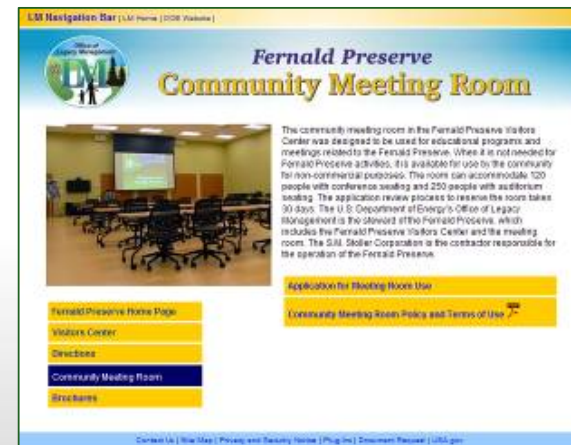 LM Navigation Bar | LM Home | DOE Website |
Office of
Legacy Management
LM
Fernald Preserve
Community Meeting Room
The community meeting room in the Fernald Preserve Visitors
Center was designed to be used for educational programs and
meetings related to the Fernald Preserve. When it is not needed for
Fernald Preserve activities, it is available for use by the community
for non-commercial purposes. The room can accommodate 120
people with conference seating and 250 people with auditorium
seating. The application review process to reserve the room takes
30 days. The U.S. Department of Energy's Office of Legacy
Management is the steward of the Fernald Preserve, which
includes the Fernald Preserve Visitors Center and the meeting
room. The S.M. Stoller Corporation is the contractor responsible for
the operation of the Fernald Preserve.
Application for Meeting Room Use
Community Meeting Room Policy and Terms of Use
Fernald Preserve Home Page
Visitors Center
Directions
Community Meeting Room
Brochures
Contact Us | Site Map | Privacy and Security Notice | Plug-Ins | Document Request | USA.gov